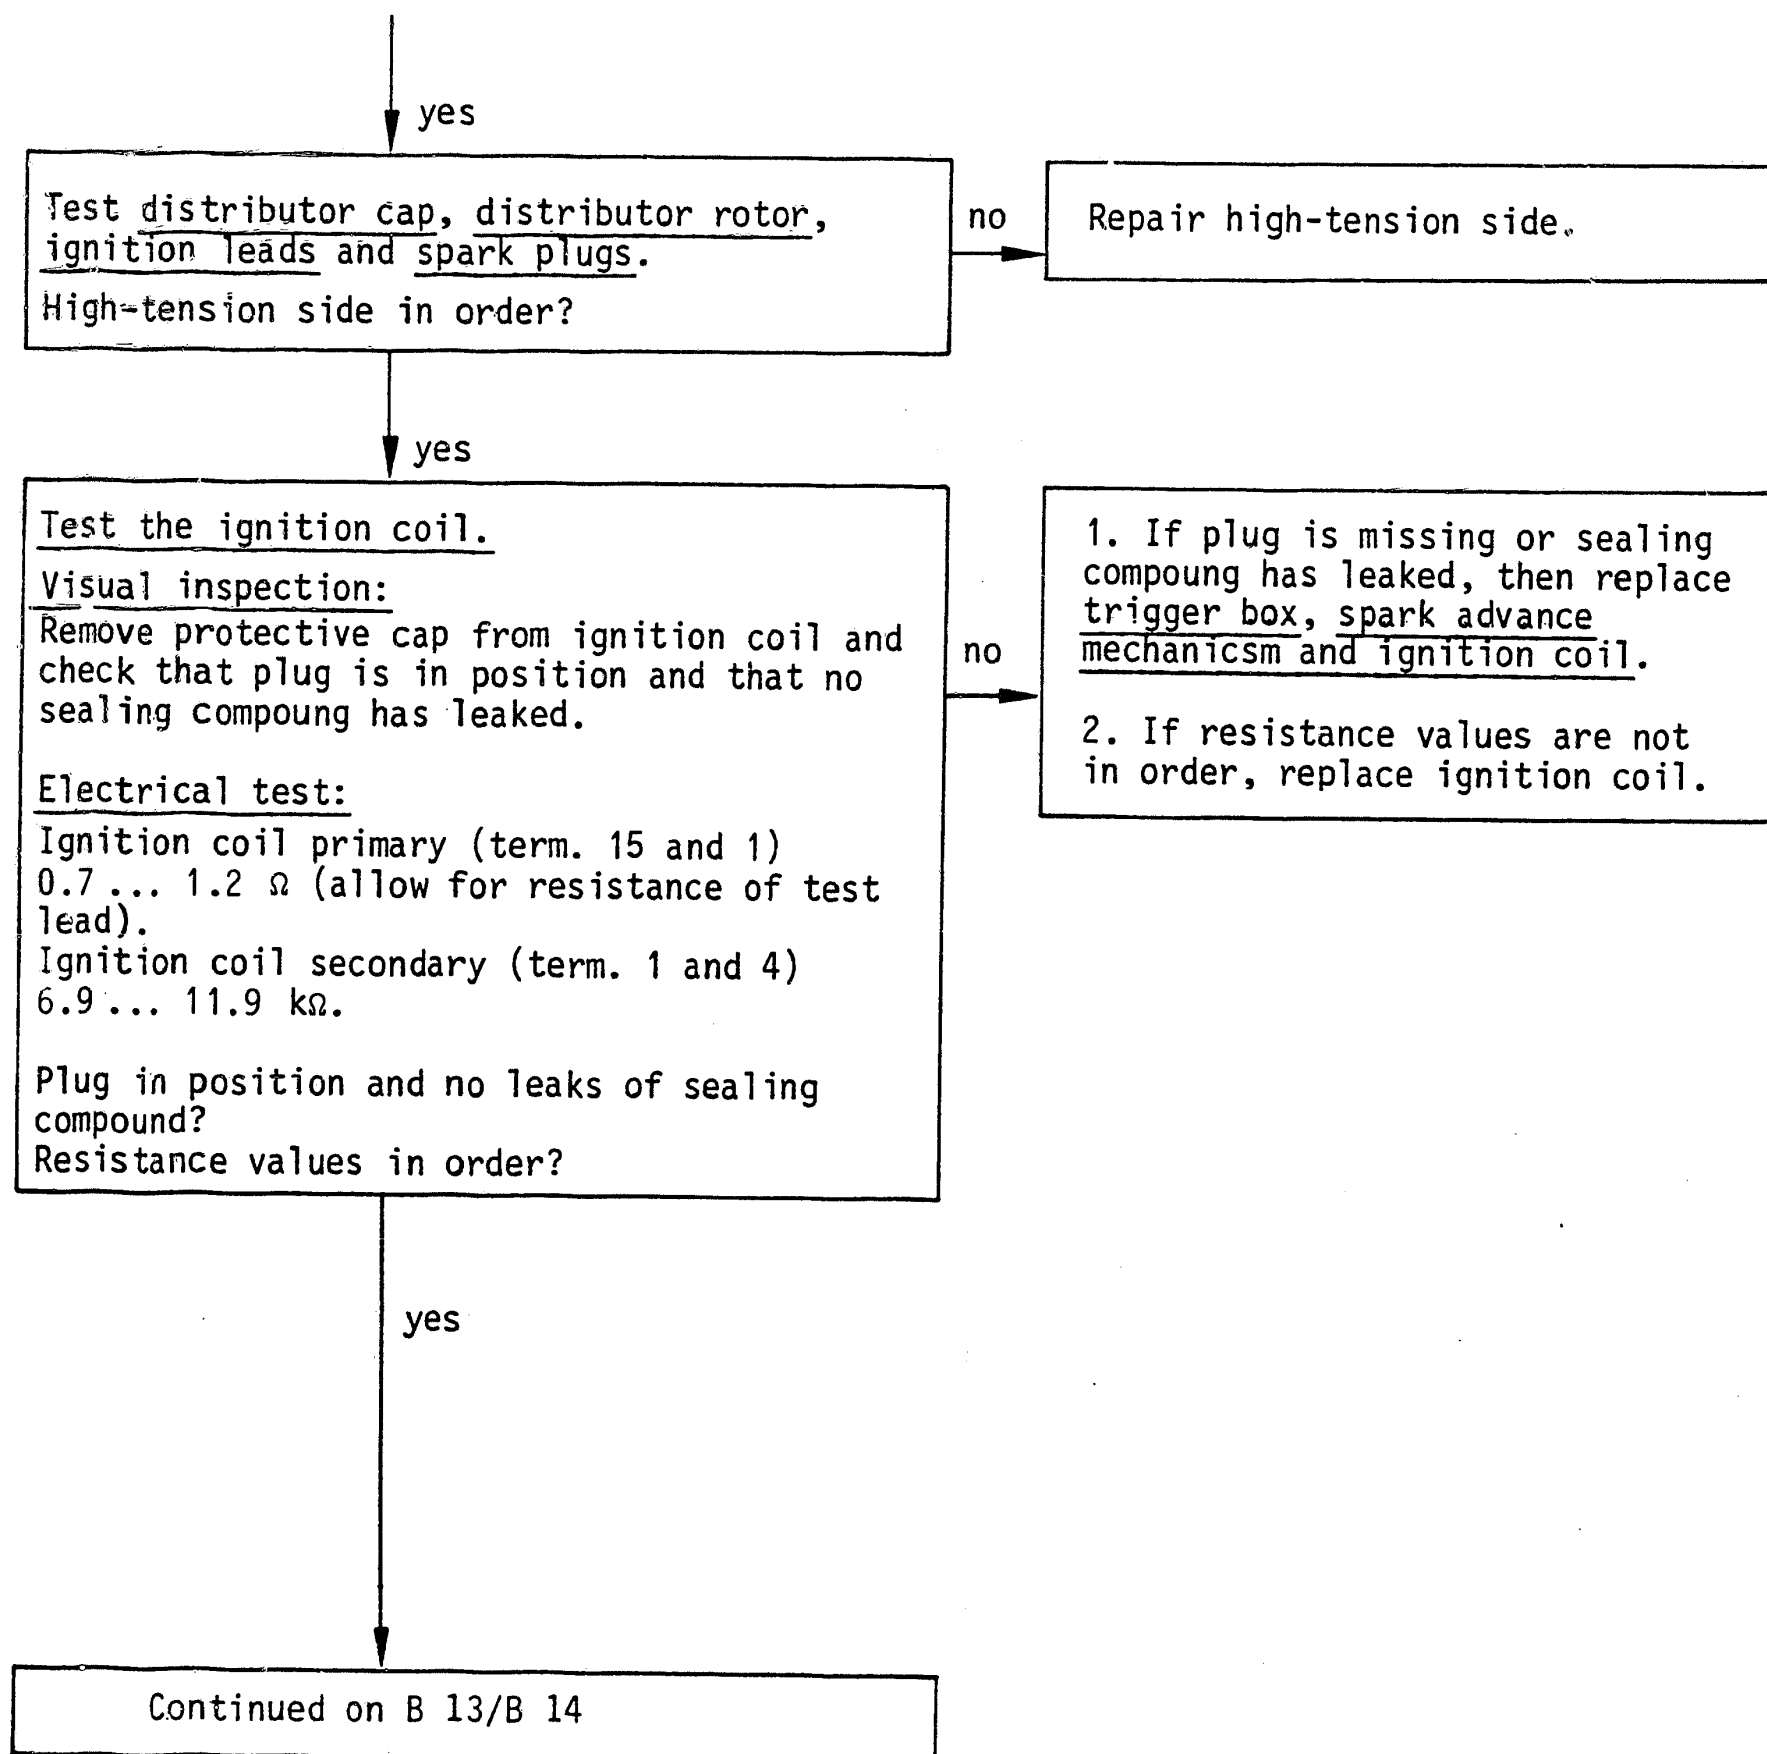 yes
Test distributor cap, distributor rotor,
ignition leads and spark plugs.
High-tension side in order?
no
Repair high-tension side.
yes
Test the ignition coil.
Visual inspection:
Remove protective cap from ignition coil and
check that plug is in position and that no
sealing compoung has leaked.
Electrical test:
Ignition coil primary (term. 15 and 1)
0.7 ... 1.2 Ω (allow for resistance of test
lead).
Ignition coil secondary (term. 1 and 4)
6.9 ... 11.9 kΩ.
Plug in position and no leaks of sealing
compound?
Resistance values in order?
no
1. If plug is missing or sealing
compoung has leaked, then replace
trigger box, spark advance
mechanicsm and ignition coil.
2. If resistance values are not
in order, replace ignition coil.
yes
Continued on B 13/B 14